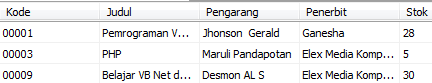 Kode Judul Pengarang Penerbit Stok
00001 Pemrograman V... Jhonson Gerald Ganesha 28
00003 PHP Maruli Pandapotan Elex Media Komp... 5
00009 Belajar VB Net d... Desmon AL S Elex Media Komp... 30